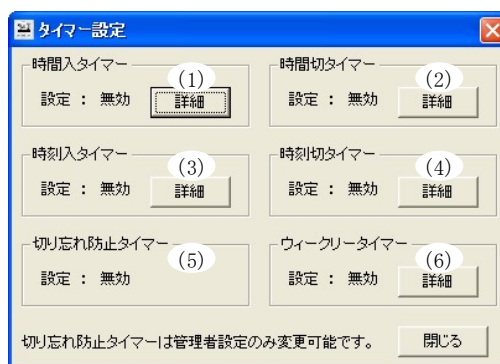 タイマー設定
時間入タイマー
(1)
設定 : 無効
詳細
時間切タイマー
(2)
設定 : 無効
詳細
時刻入タイマー
(3)
設定 : 無効
詳細
時刻切タイマー
(4)
設定 : 無効
詳細
切り忘れ防止タイマー
(5)
設定 : 無効
ウィークリータイマー
(6)
設定 : 無効
詳細
切り忘れ防止タイマーは管理者設定のみ変更可能です。
閉じる